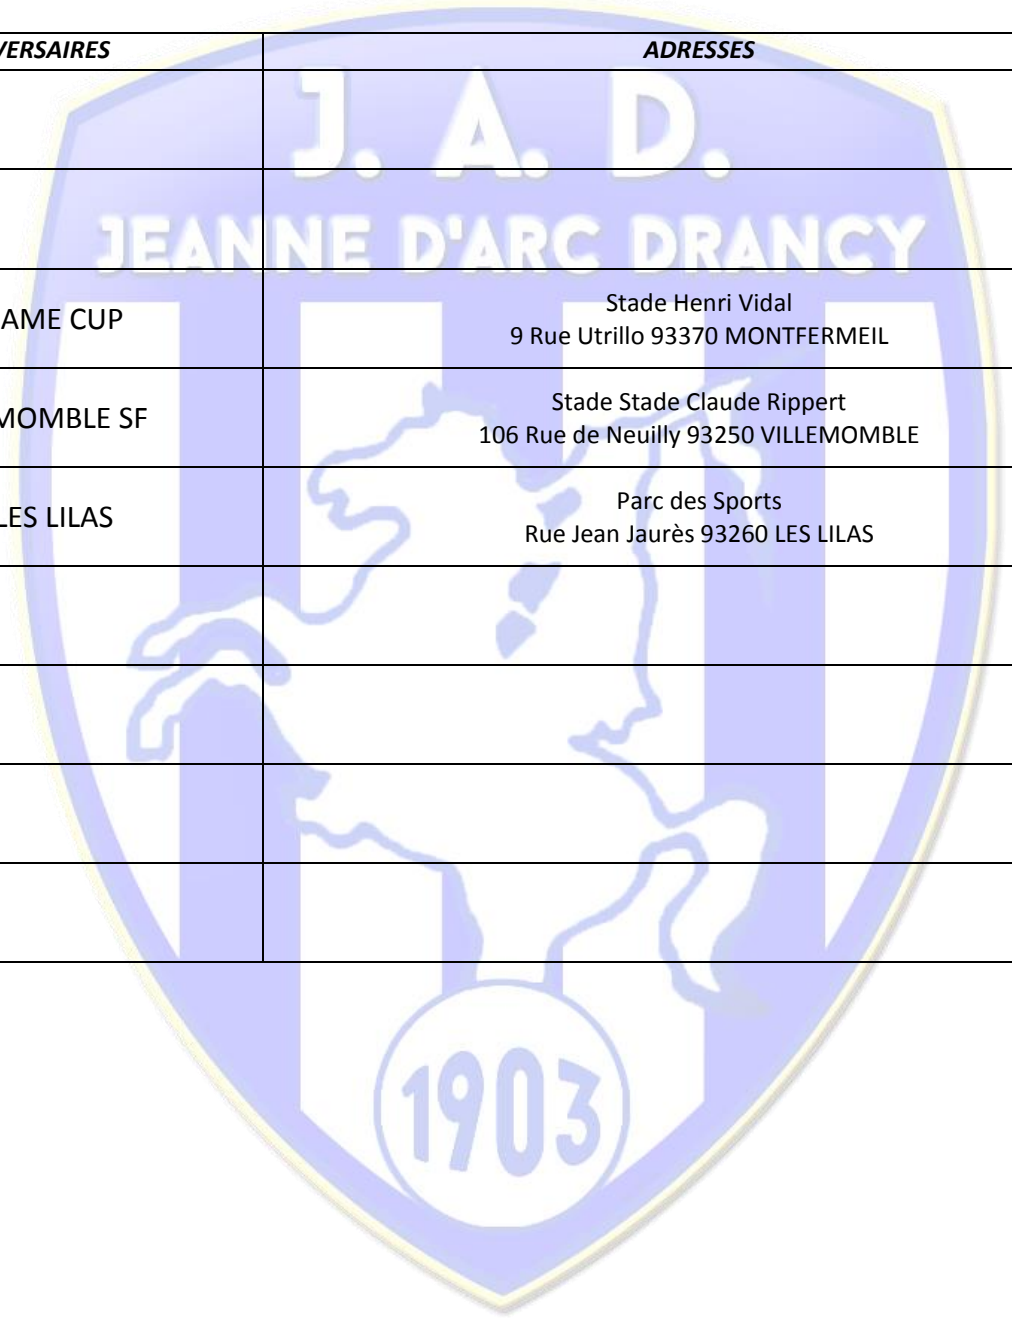 VERSAIRES ADRESSES
J. A. D.
JEANNE D'ARC DRANCY
AME CUP
Stade Henri Vidal
9 Rue Utrillo 93370 MONTFERMEIL
MOMBLE SF
Stade Stade Claude Rippert
106 Rue de Neuilly 93250 VILLEMOMBLE
LES LILAS
Parc des Sports
Rue Jean Jaurès 93260 LES LILAS
1903